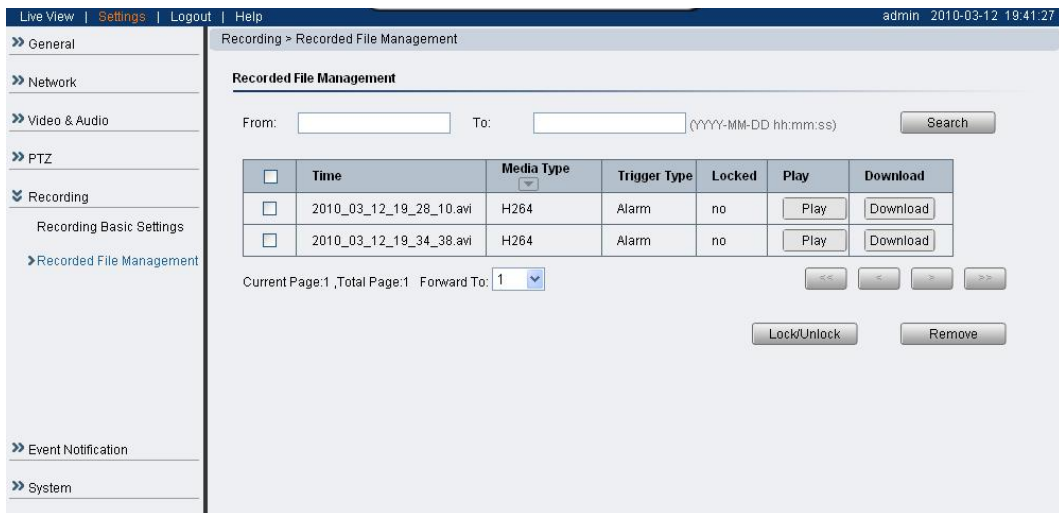 Live View | Settings | Logout | Help admin 2010-03-12 19:41:27
General
Network
Video & Audio
PTZ
Recording
Recording Basic Settings
Recorded File Management
Event Notification
System
Recording > Recorded File Management
Recorded File Management
From: To: (YYYY-MM-DD hh:mm:ss) Search
Time Media Type Trigger Type Locked Play Download
2010_03_12_19_28_10.avi H264 Alarm no Play Download
2010_03_12_19_34_38.avi H264 Alarm no Play Download
Current Page:1 ,Total Page:1 Forward To: 1 << < > >>
Lock/Unlock Remove